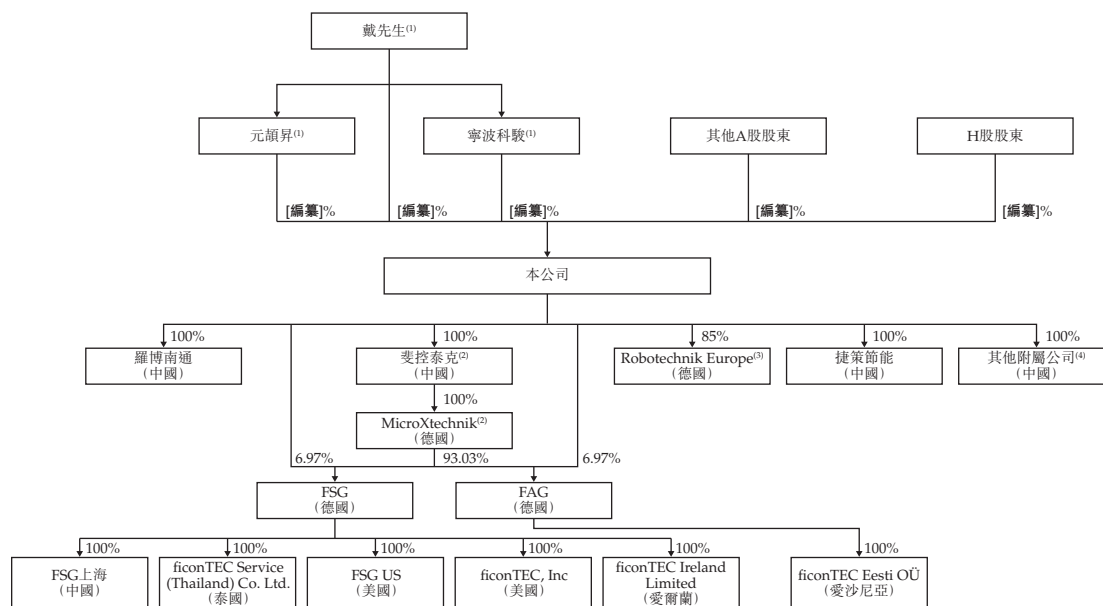 戴先生(1)
元頡昇(1)
寧波科駿(1)
其他A股股東
H股股東
[編纂]%
[編纂]%
[編纂]%
[編纂]%
[編纂]%
本公司
100%
100%
85%
100%
100%
羅博南通
(中國)
斐控泰克(2)
(中國)
Robotechnik Europe(3)
(德國)
捷策節能
(中國)
其他附屬公司(4)
(中國)
100%
MicroXtechnik(2)
(德國)
6.97%
93.03%
6.97%
FSG
(德國)
FAG
(德國)
100%
100%
100%
100%
100%
100%
FSG上海
(中國)
ficonTEC Service
(Thailand) Co. Ltd.
(泰國)
FSG US
(美國)
ficonTEC, Inc
(美國)
ficonTEC Ireland
Limited
(愛爾蘭)
ficonTEC Eesti OÜ
(愛沙尼亞)